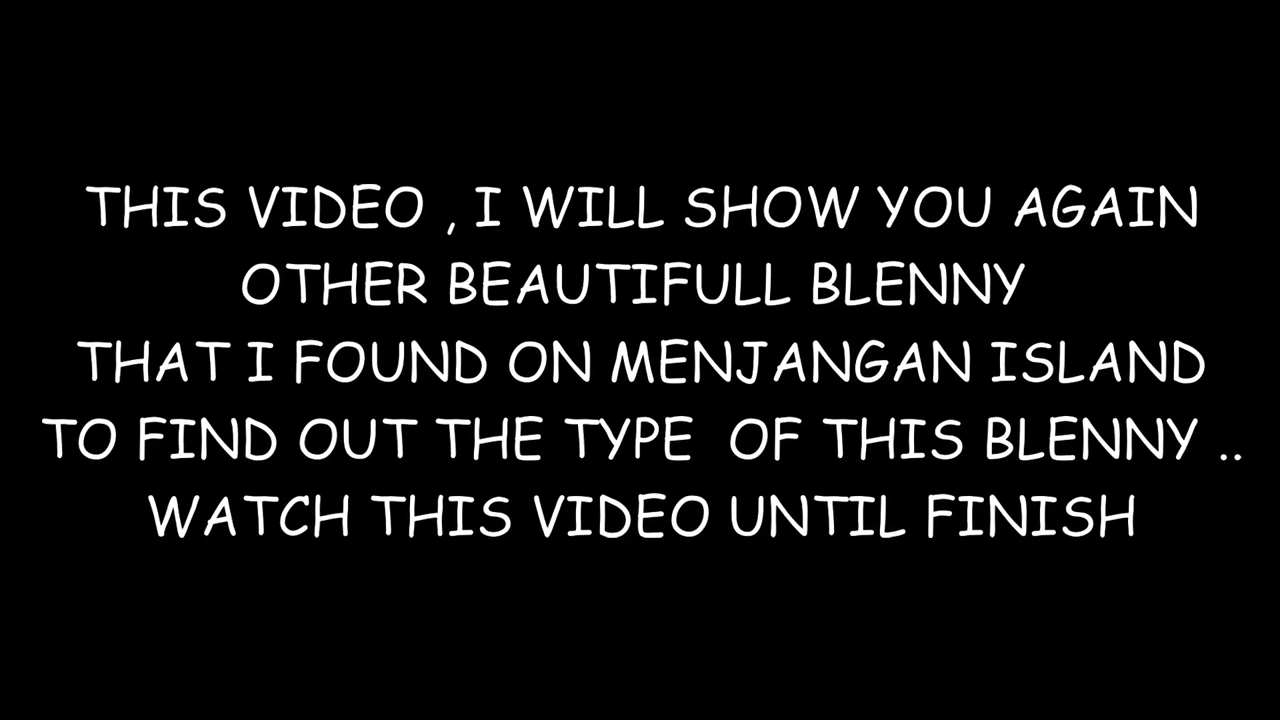 THIS VIDEO , I WILL SHOW YOU AGAIN
OTHER BEAUTIFULL BLENNY
THAT I FOUND ON MENJANGAN ISLAND
TO FIND OUT THE TYPE  OF THIS BLENNY ..
WATCH THIS VIDEO UNTIL FINISH